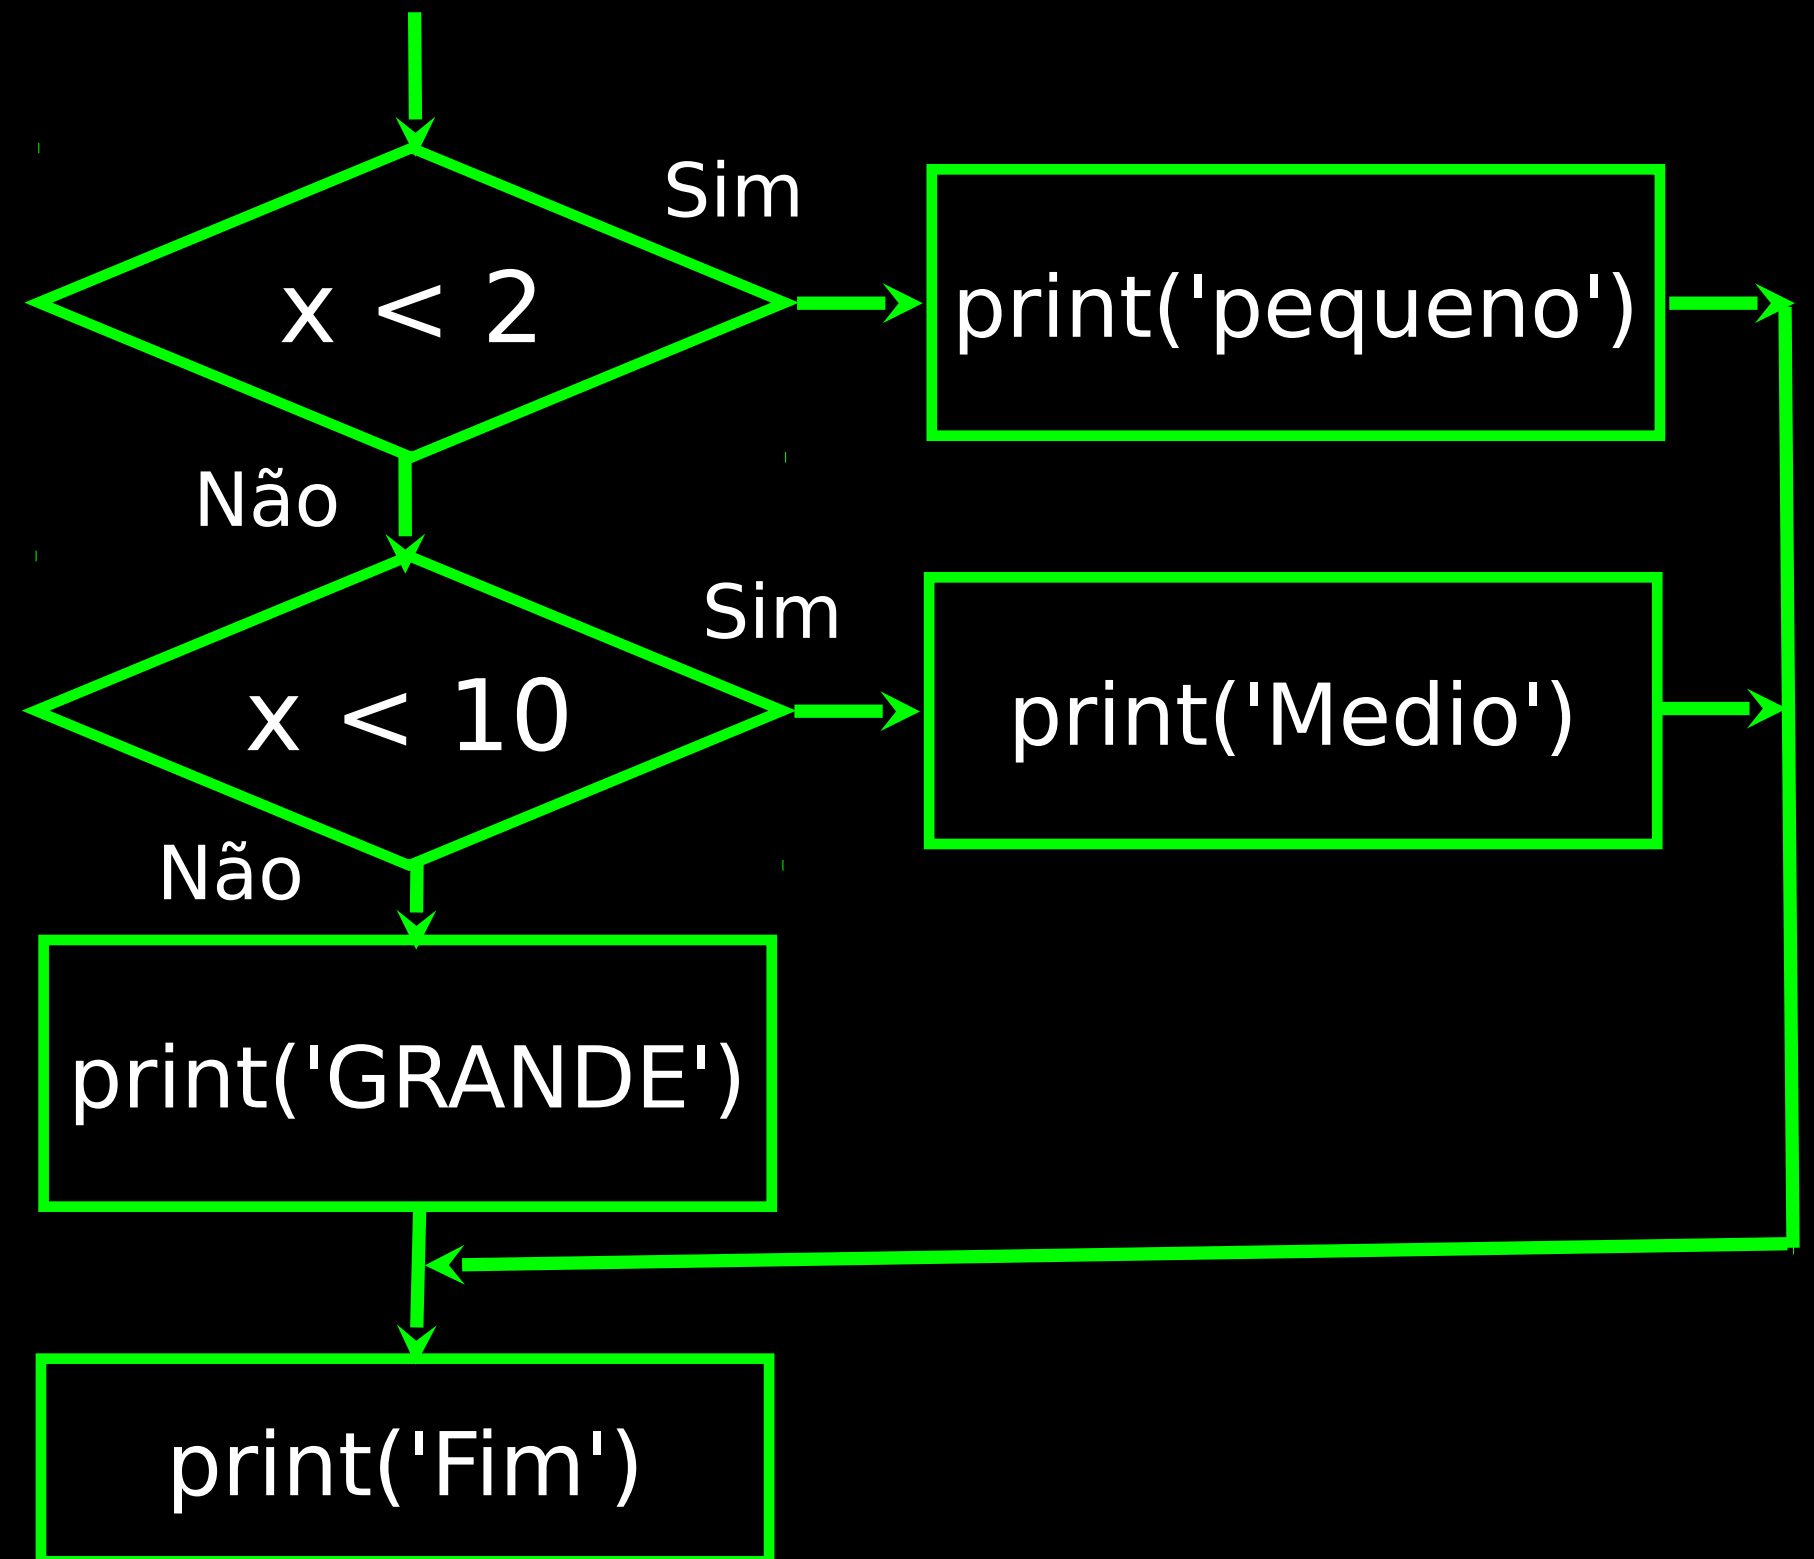 Sim
x < 2
print('pequeno')
Não
Sim
x < 10
print('Medio')
Não
print('GRANDE')
print('Fim')